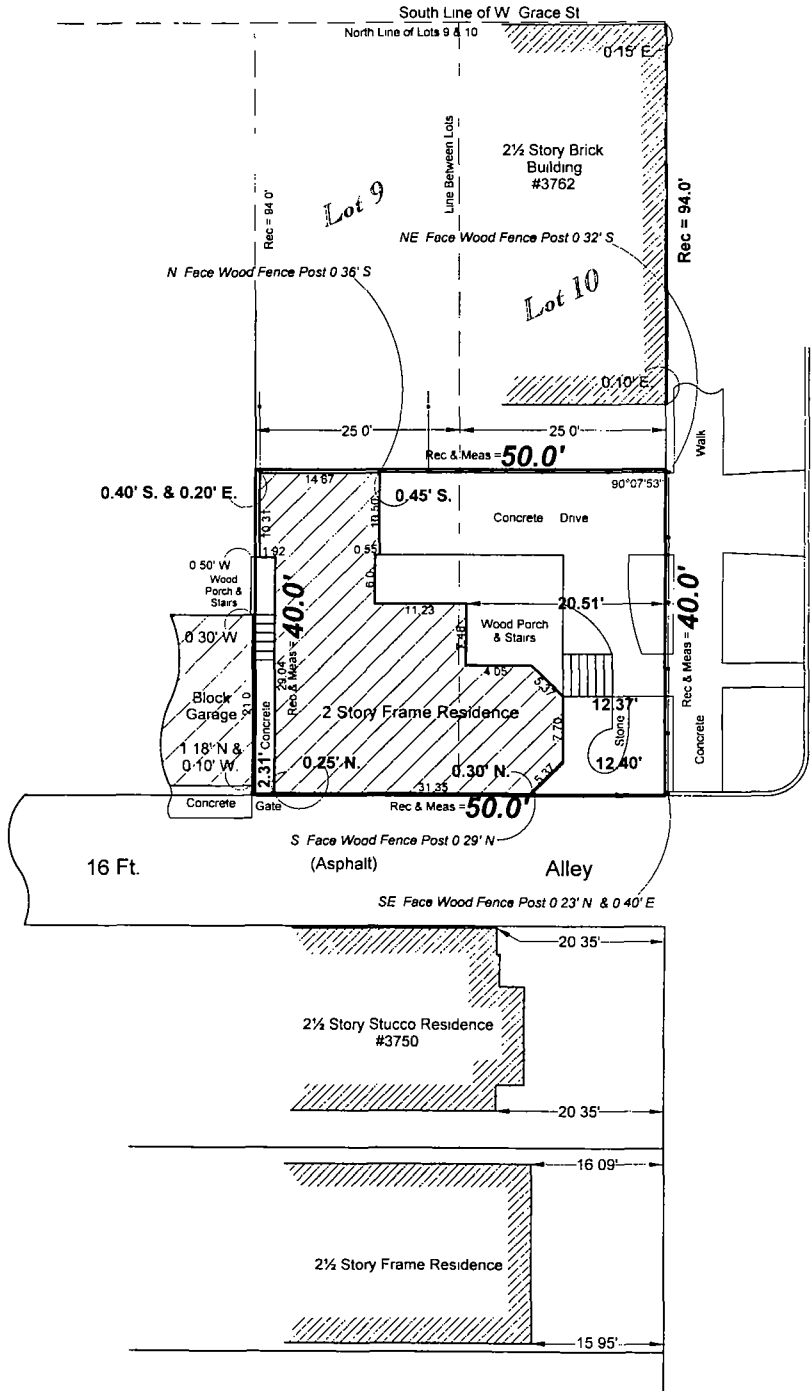 South Line of W Grace St
North Line of Lots 9 & 10
0 15' E.
2½ Story Brick
Building
#3762
Line Between Lots
Lot 9
Rec = 94 0'
Rec = 94.0'
NE Face Wood Fence Post 0 32' S
N Face Wood Fence Post 0 36' S
Lot 10
0.10' E.
25 0'
25 0'
Walk
Rec & Meas = 50.0'
14 67
90°07'53"
0.40' S. & 0.20' E.
0.45' S.
10.31
10.50
Concrete Drive
1.92
0.55
0 50' W
Wood
Porch &
Stairs
6.0
11.23
20.51'
0 30' W
Rec & Meas = 40.0'
7.48
Wood Porch
& Stairs
Rec & Meas = 40.0'
4.05
5.37
29.04
Block
Garage
21.0
2 Story Frame Residence
12.37'
7.70
Stone
Concrete
Concrete
1 18' N &
0 10' W.
2.31'
0.25' N.
0.30' N.
5.37
12.40'
31.35
Concrete
Gate
Rec & Meas = 50.0'
S Face Wood Fence Post 0 29' N
16 Ft.
(Asphalt)
Alley
SE Face Wood Fence Post 0 23' N & 0 40' E
20 35'
2½ Story Stucco Residence
#3750
20 35'
16 09'
2½ Story Frame Residence
15 95'